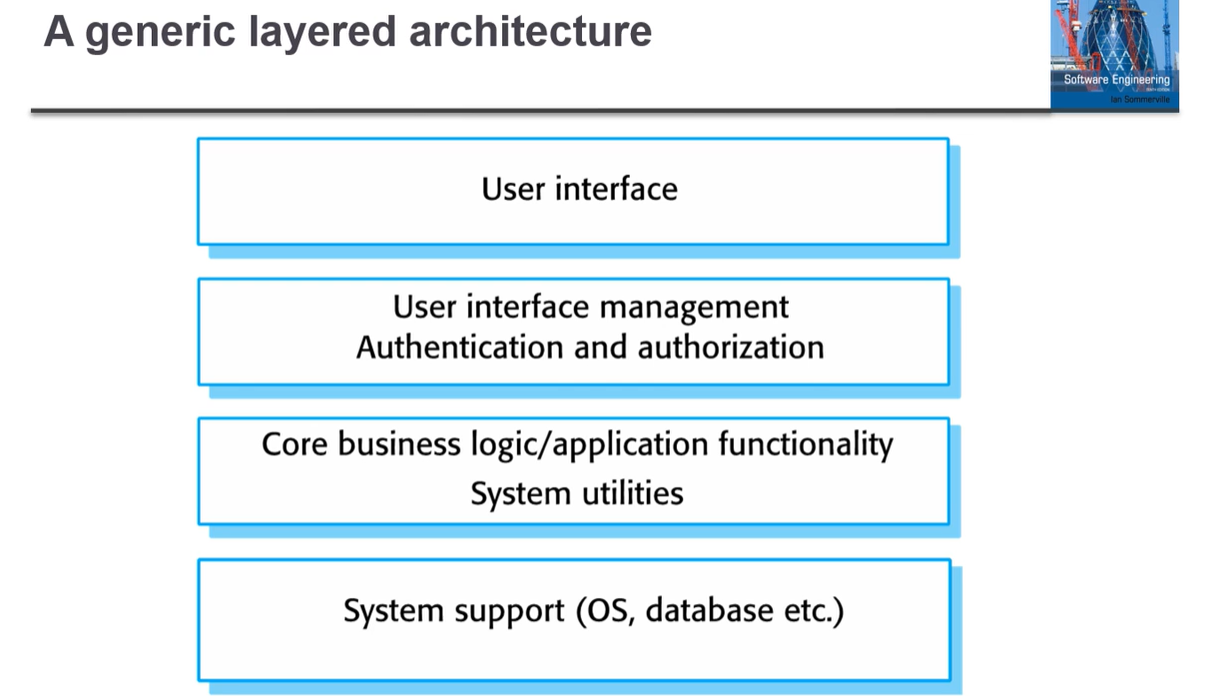 A generic layered architecture
Software Engineering
Ian Sommerville
User interface
User interface management
Authentication and authorization
Core business logic/application functionality
System utilities
System support (OS, database etc.)